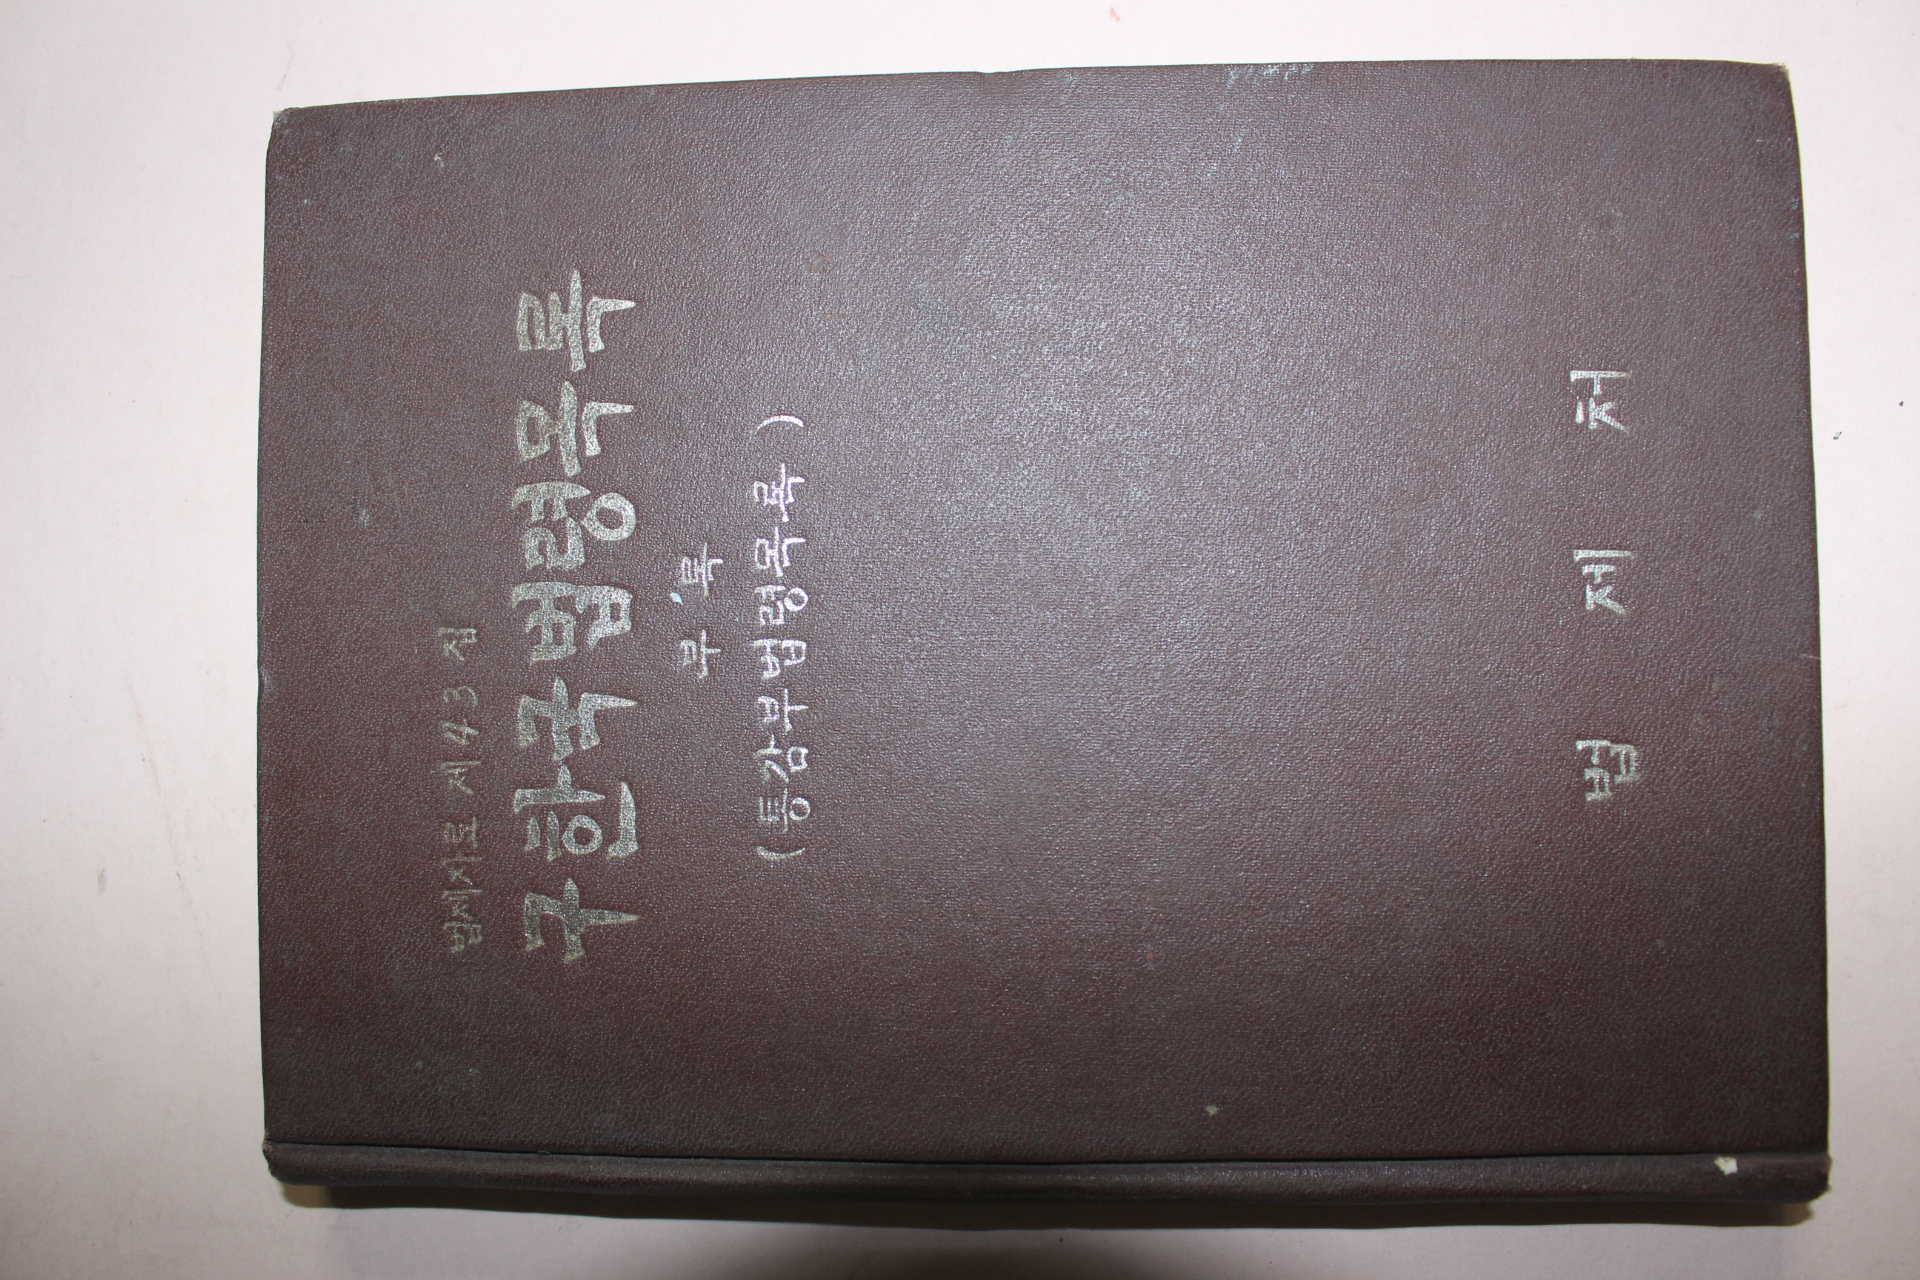 법제자료 제43집
구한국법령목록
부록
(통감부법령목록)
법제처